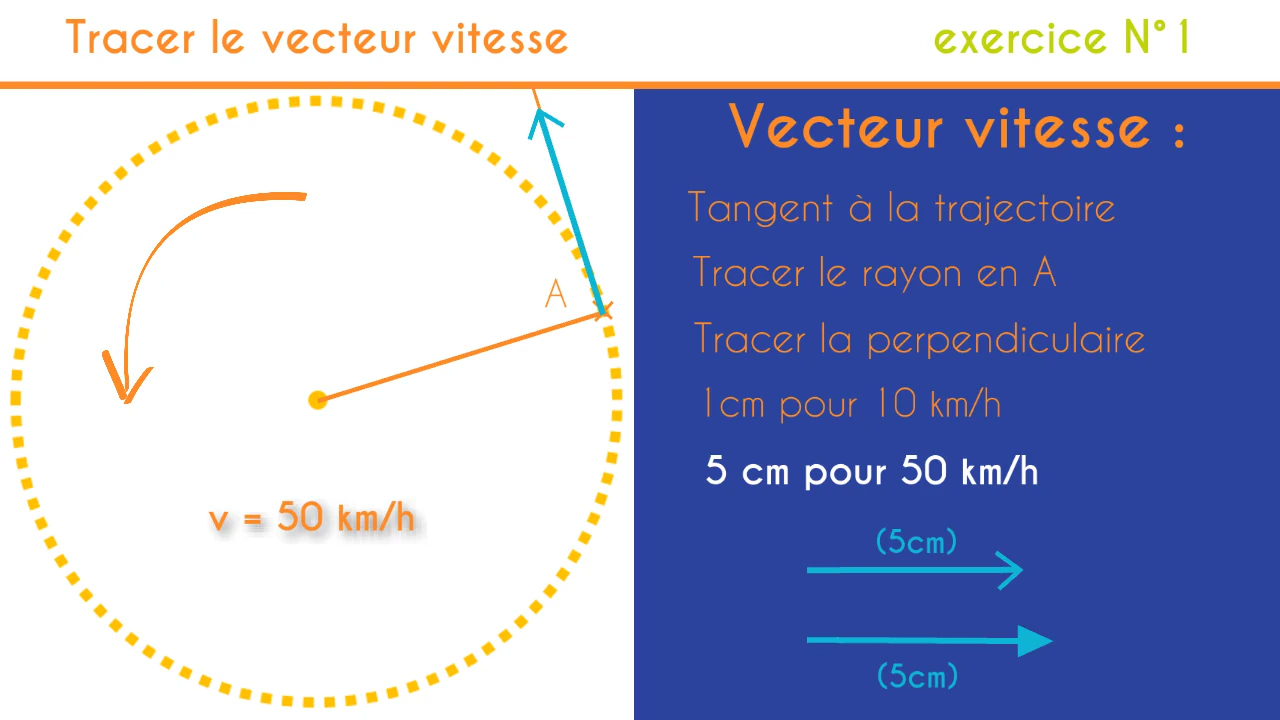 Tracer le vecteur vitesse
exercice N°1
A
v = 50 km/h
Vecteur vitesse :
Tangent à la trajectoire
Tracer le rayon en A
Tracer la perpendiculaire
1cm pour 10 km/h
5 cm pour 50 km/h
(5cm)
(5cm)